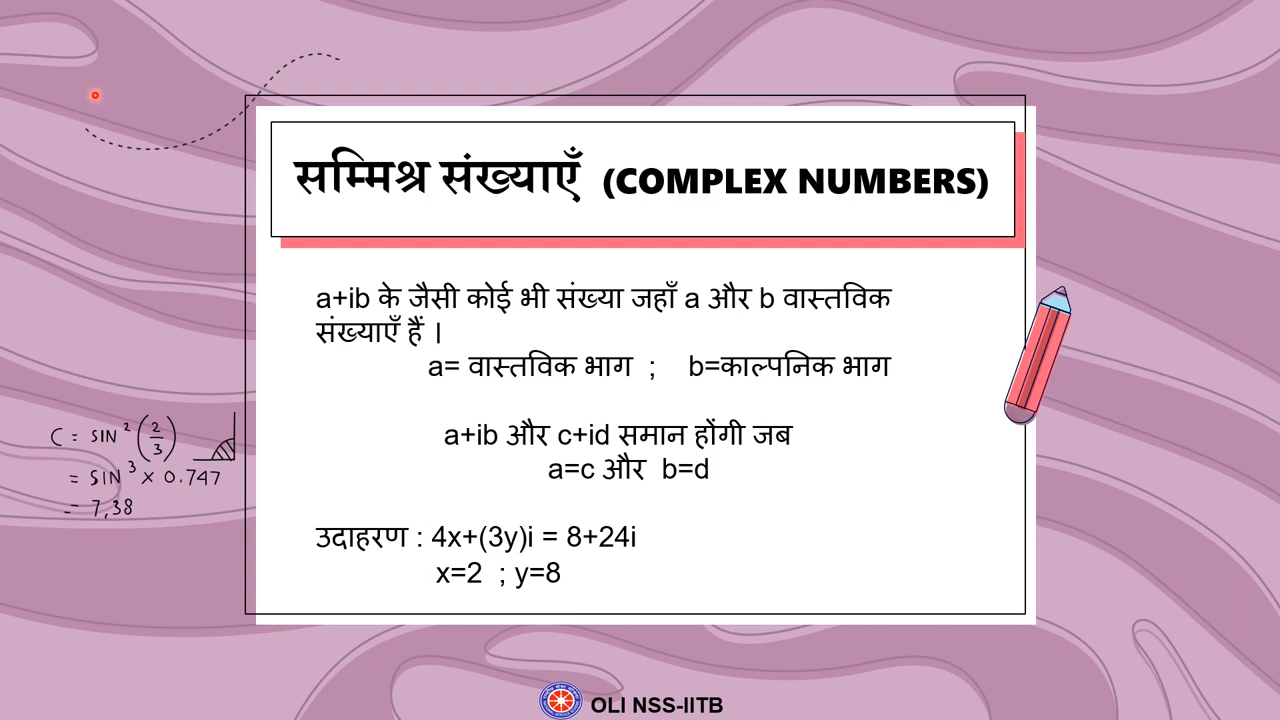 सम्मिश्र संख्याएँ (COMPLEX NUMBERS)
a+ib के जैसी कोई भी संख्या जहाँ a और b वास्तविक
संख्याएँ हैं ।
a= वास्तविक भाग ; b=काल्पनिक भाग
a+ib और c+id समान होंगी जब
a=c और b=d
उदाहरण : 4x+(3y)i = 8+24i
x=2 ; y=8
C = SIN² (2/3)
= SIN³ × 0.747
= 7,38
OLI NSS-IITB